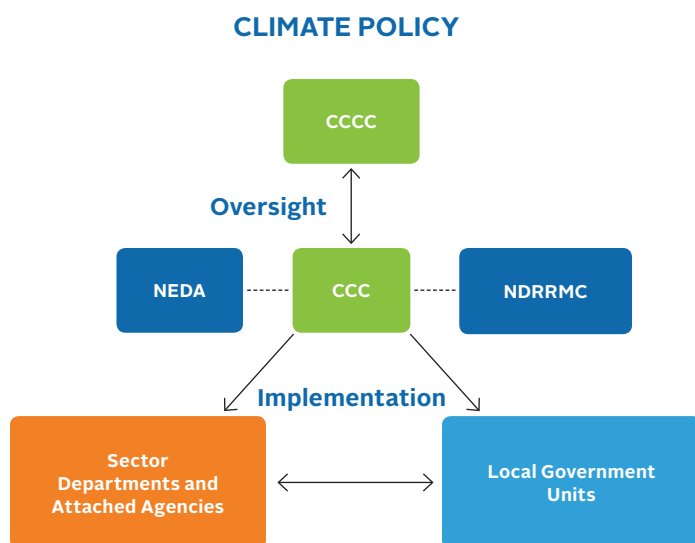 CLIMATE POLICY
CCCC
Oversight
NEDA
CCC
NDRRMC
Implementation
Sector
Departments and
Attached Agencies
Local Government
Units